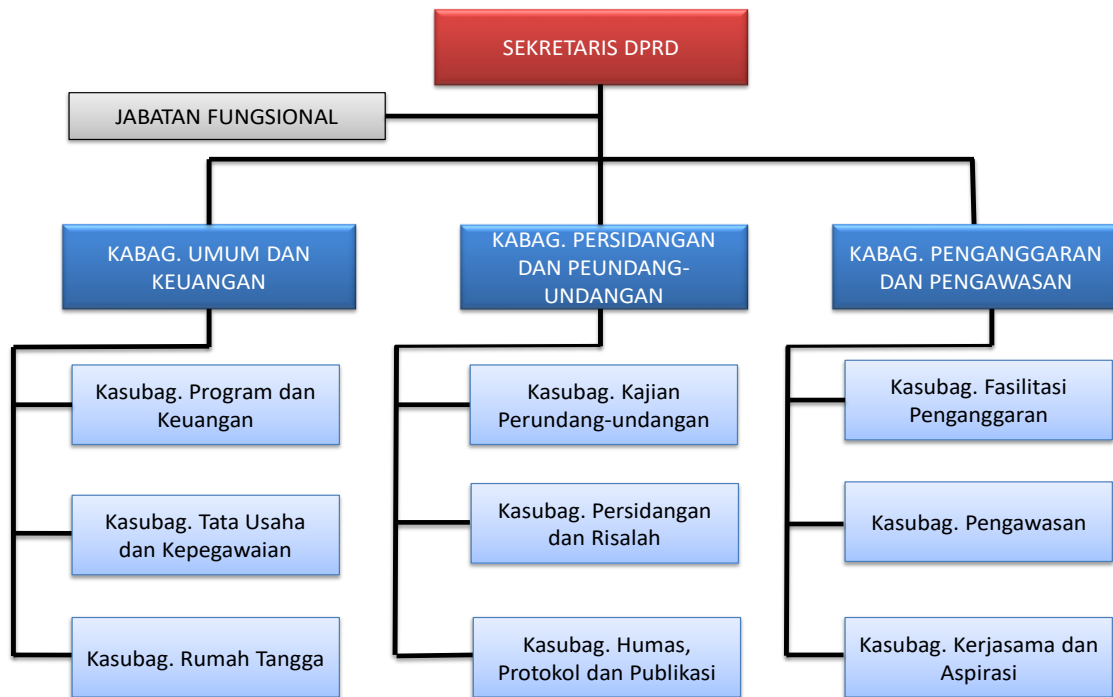 SEKRETARIS DPRD
JABATAN FUNGSIONAL
KABAG. UMUM DAN
KEUANGAN
KABAG. PERSIDANGAN
DAN PEUNDANG-
UNDANGAN
KABAG. PENGANGGARAN
DAN PENGAWASAN
Kasubag. Program dan
Keuangan
Kasubag. Tata Usaha
dan Kepegawaian
Kasubag. Rumah Tangga
Kasubag. Kajian
Perundang-undangan
Kasubag. Persidangan
dan Risalah
Kasubag. Humas,
Protokol dan Publikasi
Kasubag. Fasilitasi
Penganggaran
Kasubag. Pengawasan
Kasubag. Kerjasama dan
Aspirasi